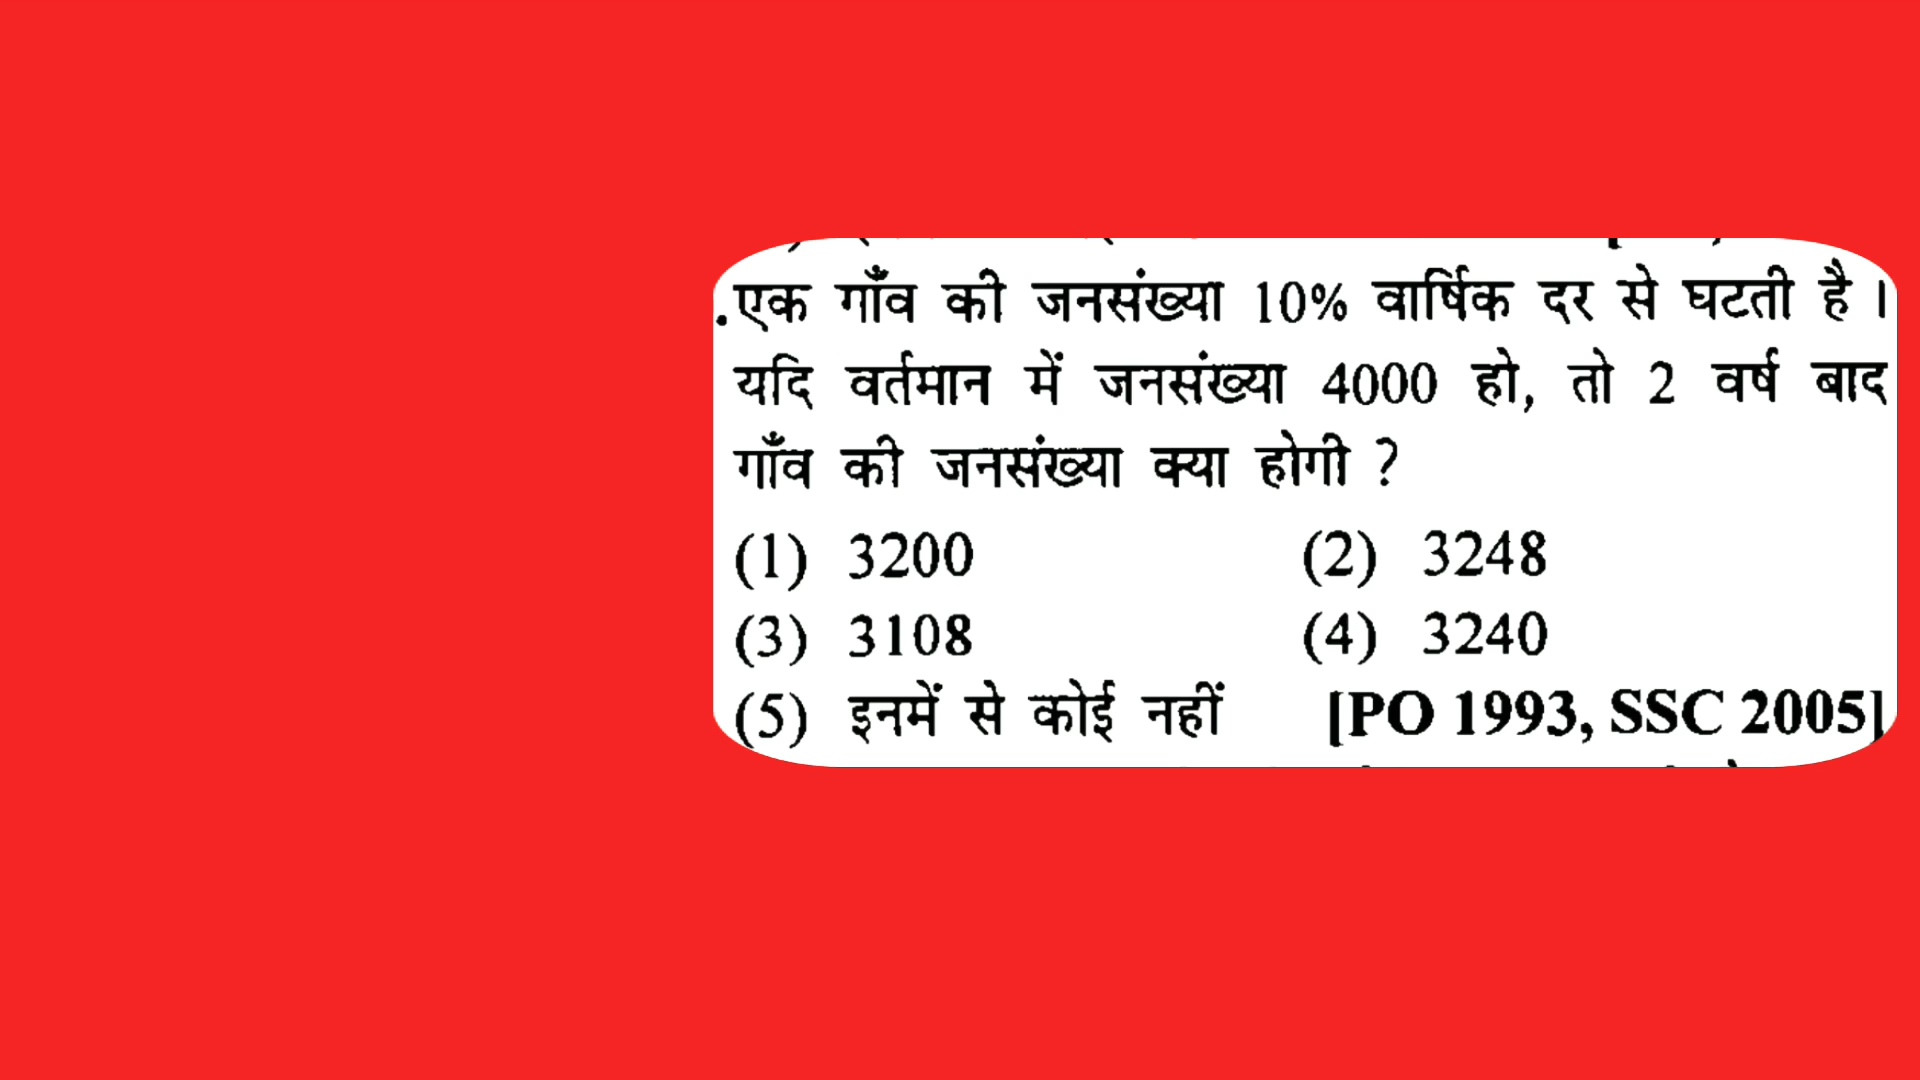 .एक गाँव की जनसंख्या 10% वार्षिक दर से घटती है ।
यदि वर्तमान में जनसंख्या 4000 हो, तो 2 वर्ष बाद
गाँव की जनसंख्या क्या होगी ?
(1) 3200 (2) 3248
(3) 3108 (4) 3240
(5) इनमें से कोई नहीं [PO 1993, SSC 2005]